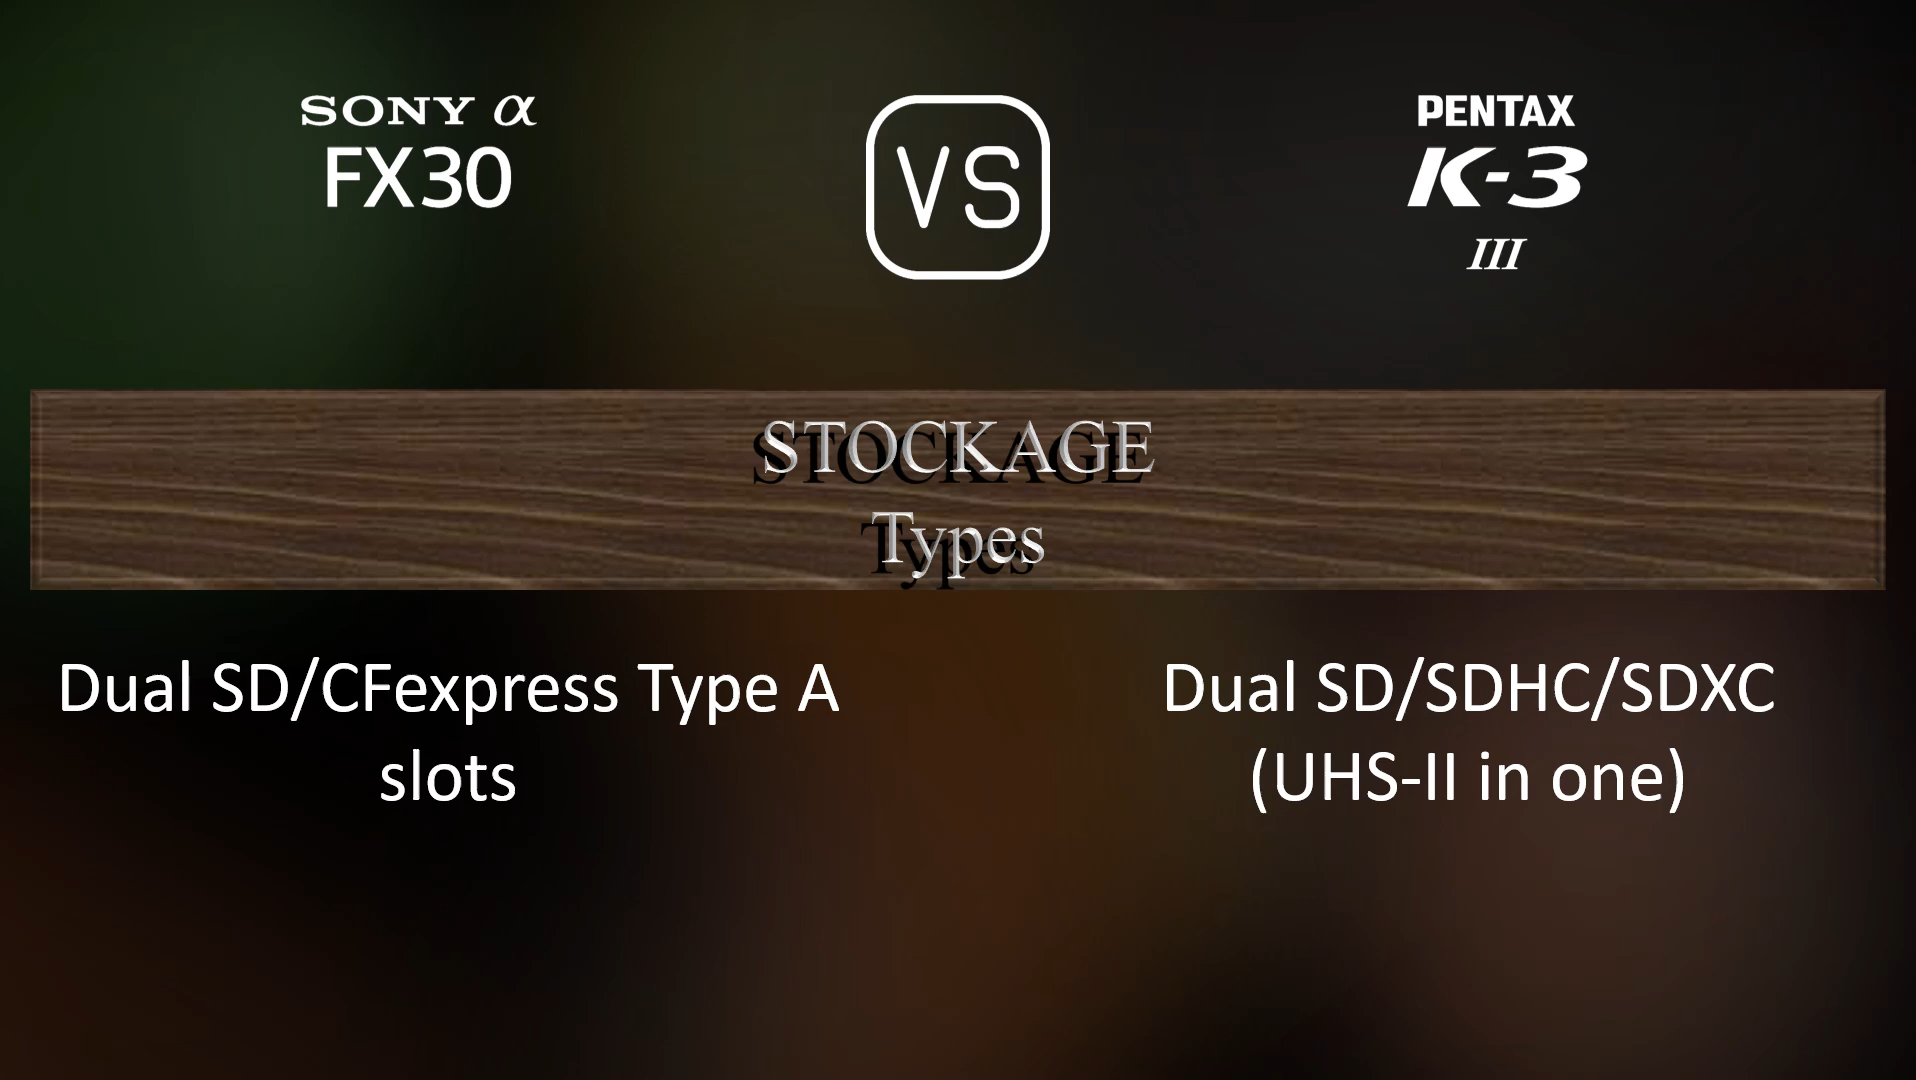 SONY α
FX30
VS
PENTAX
K-3
III
STOCKAGE
Types
Dual SD/CFexpress Type A
slots
Dual SD/SDHC/SDXC
(UHS-II in one)